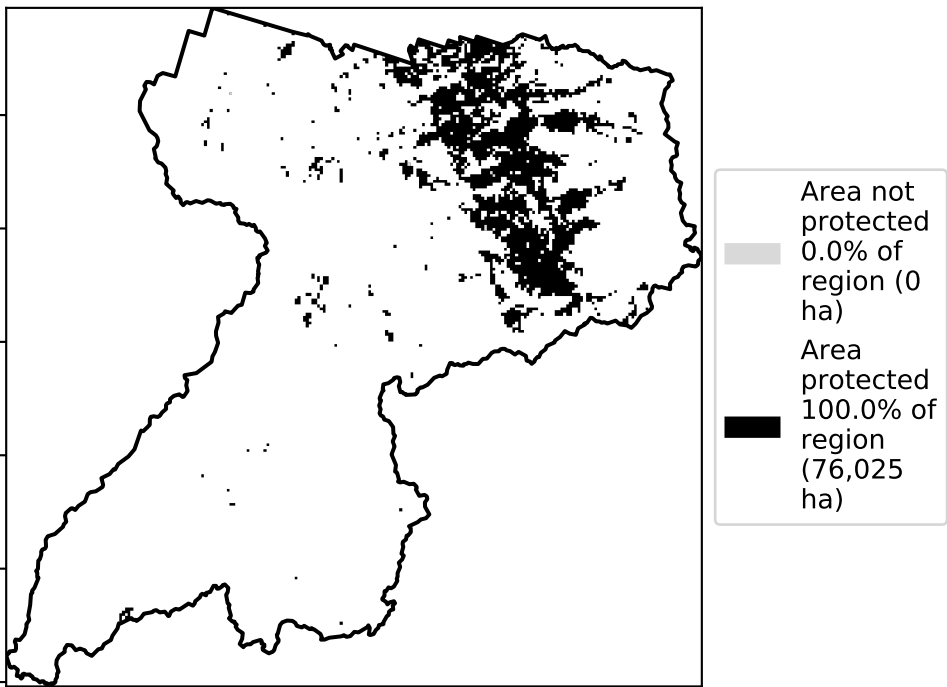 Area not
protected
0.0% of
region (0
ha)
Area
protected
100.0% of
region
(76,025
ha)